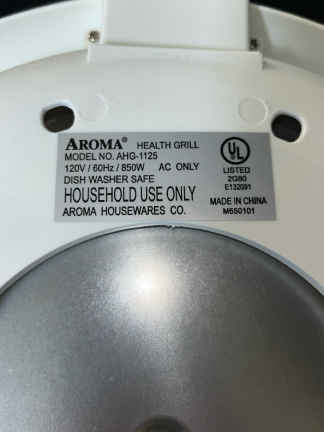 AROMA® HEALTH GRILL
MODEL NO. AHG-1125
120V / 60Hz / 850W AC ONLY
DISH WASHER SAFE
HOUSEHOLD USE ONLY
AROMA HOUSEWARES CO.
UL
LISTED
2G80
E132091
MADE IN CHINA
M650101